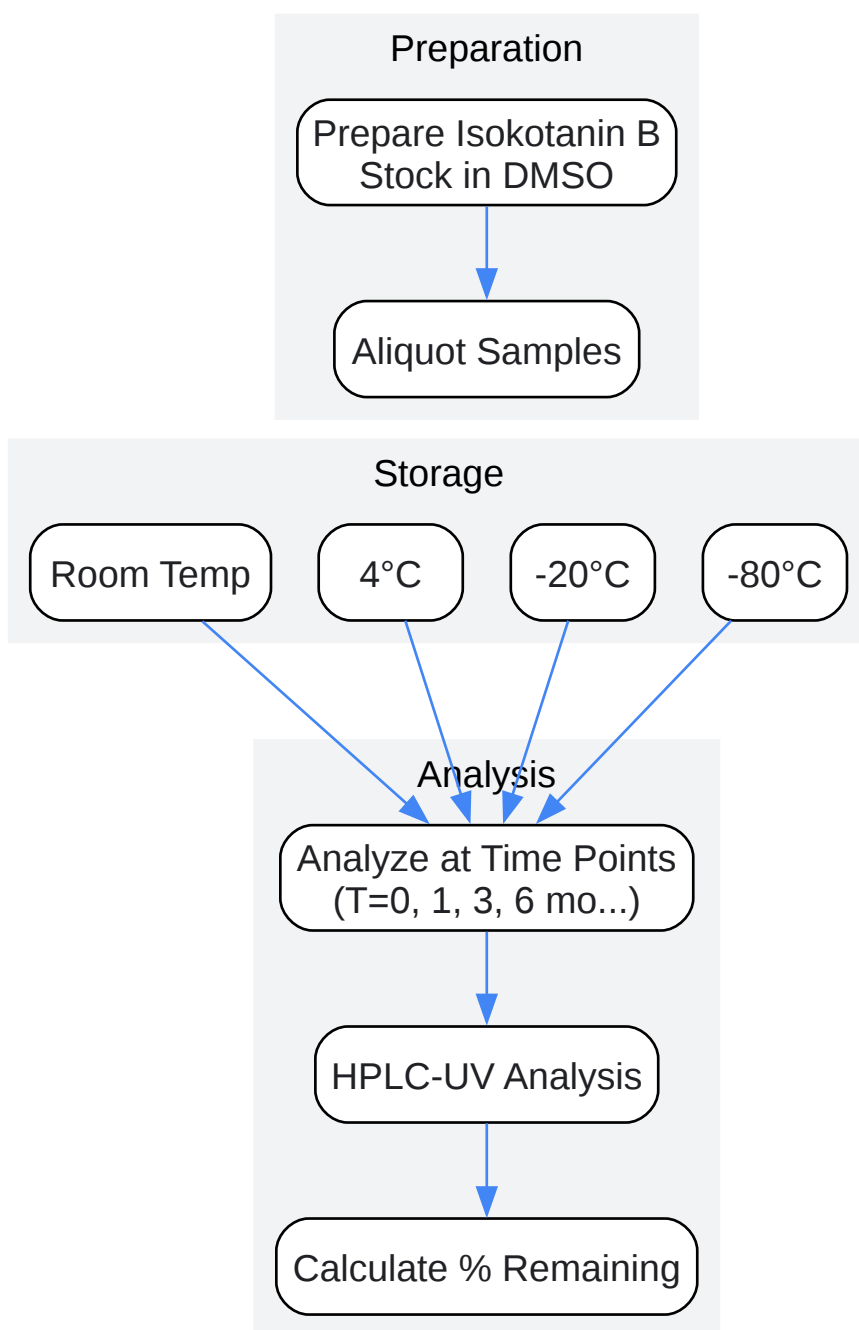 Preparation
Prepare Isokotanin B
Stock in DMSO
Aliquot Samples
Storage
Room Temp
4°C
-20°C
-80°C
Analysis
Analyze at Time Points
(T=0, 1, 3, 6 mo...)
HPLC-UV Analysis
Calculate % Remaining